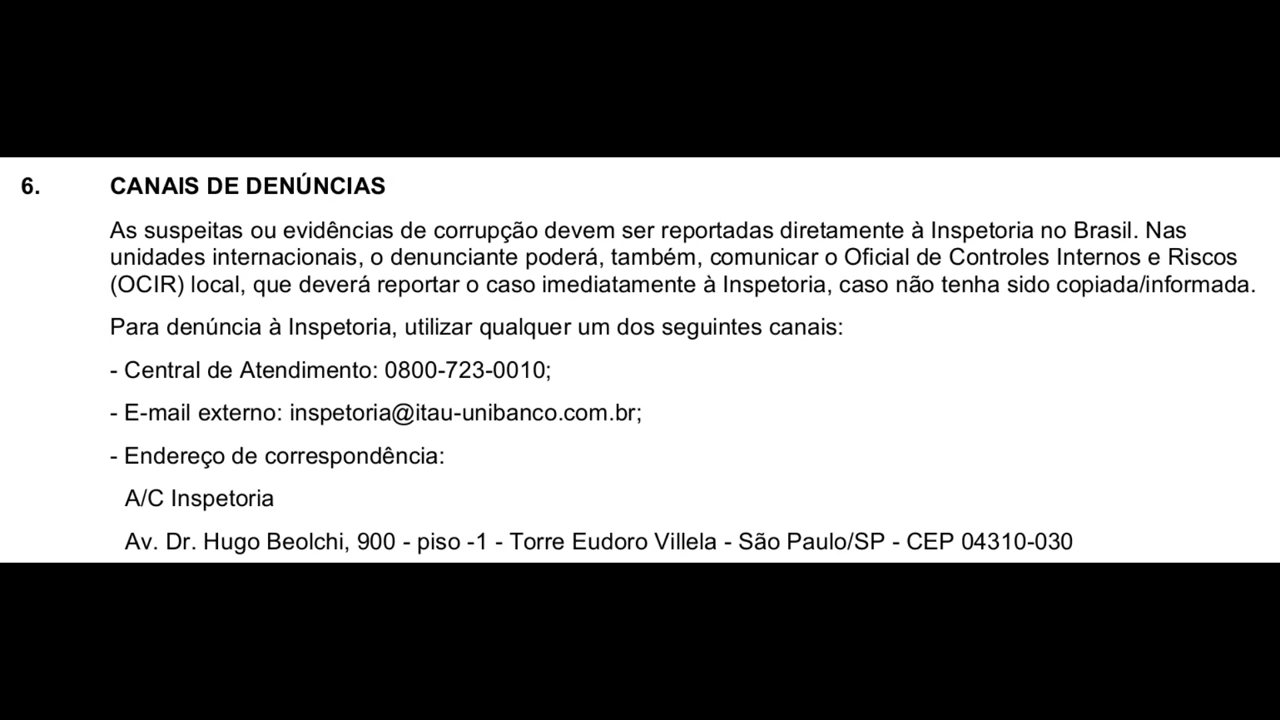 6. CANAIS DE DENÚNCIAS
As suspeitas ou evidências de corrupção devem ser reportadas diretamente à Inspetoria no Brasil. Nas
unidades internacionais, o denunciante poderá, também, comunicar o Oficial de Controles Internos e Riscos
(OCIR) local, que deverá reportar o caso imediatamente à Inspetoria, caso não tenha sido copiada/informada.
Para denúncia à Inspetoria, utilizar qualquer um dos seguintes canais:
- Central de Atendimento: 0800-723-0010;
- E-mail externo: inspetoria@itau-unibanco.com.br;
- Endereço de correspondência:
A/C Inspetoria
Av. Dr. Hugo Beolchi, 900 - piso -1 - Torre Eudoro Villela - São Paulo/SP - CEP 04310-030